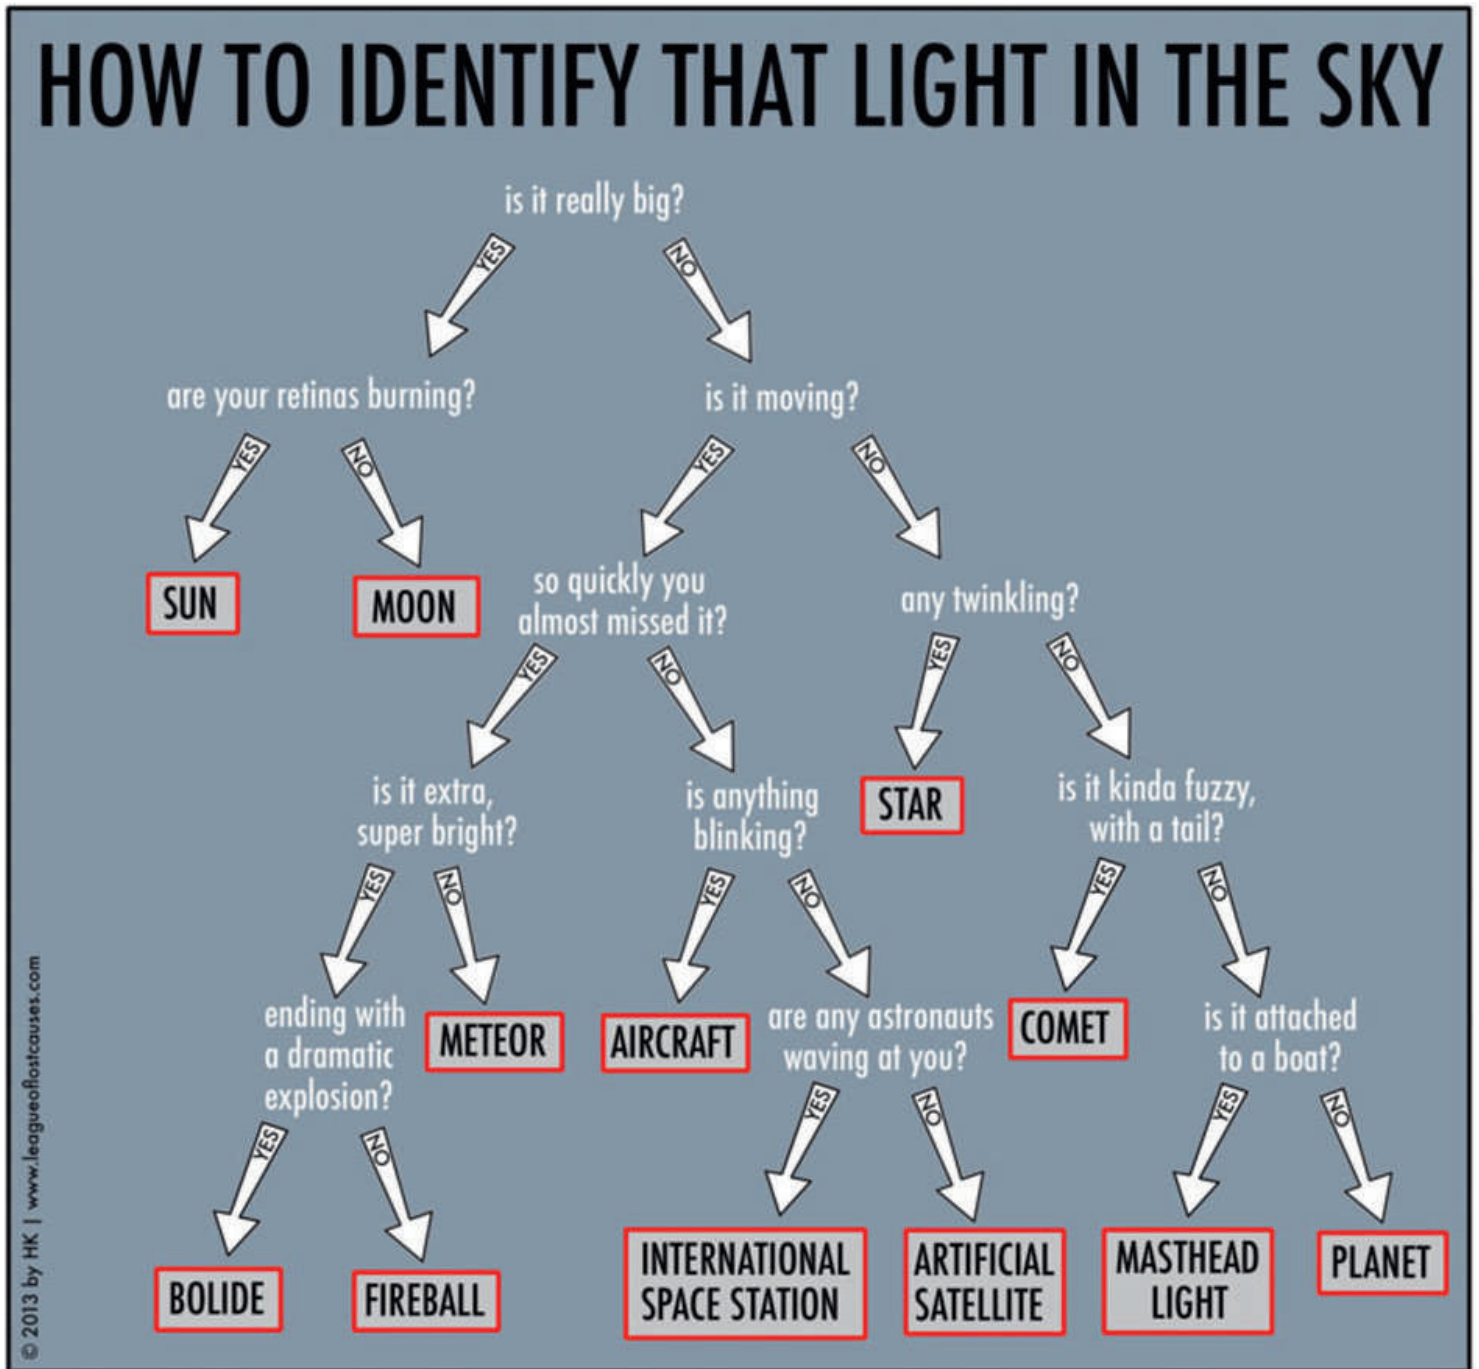 HOW TO IDENTIFY THAT LIGHT IN THE SKY
is it really big?
YES
NO
are your retinas burning?
is it moving?
YES
NO
YES
NO
SUN
MOON
so quickly you
almost missed it?
any twinkling?
YES
NO
YES
NO
is it extra,
super bright?
is anything
blinking?
STAR
is it kinda fuzzy,
with a tail?
YES
NO
YES
NO
YES
NO
ending with
a dramatic
explosion?
METEOR
AIRCRAFT
are any astronauts
waving at you?
COMET
is it attached
to a boat?
YES
NO
YES
NO
YES
NO
BOLIDE
FIREBALL
INTERNATIONAL
SPACE STATION
ARTIFICIAL
SATELLITE
MASTHEAD
LIGHT
PLANET
© 2013 by HK | www.leagueoflostcauses.com